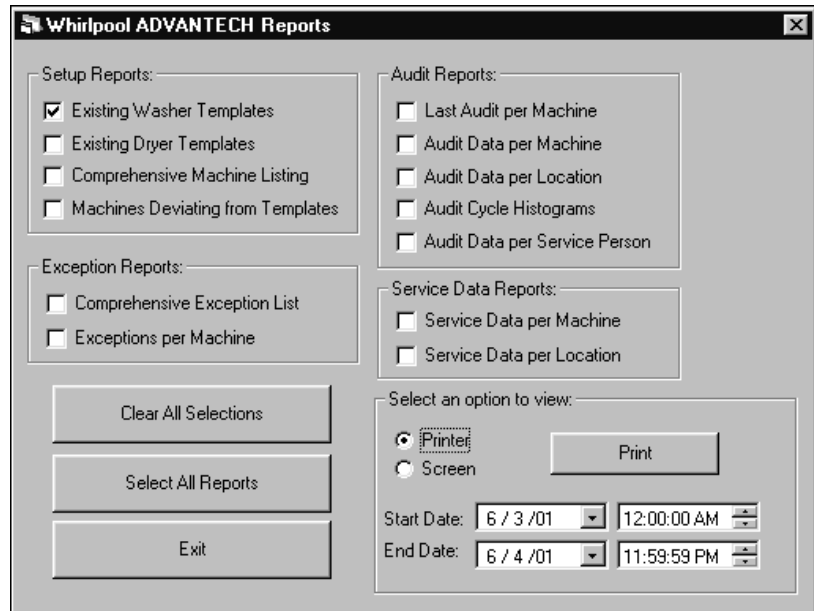 Whirlpool ADVANTECH Reports
Setup Reports:
Existing Washer Templates
Existing Dryer Templates
Comprehensive Machine Listing
Machines Deviating from Templates
Exception Reports:
Comprehensive Exception List
Exceptions per Machine
Clear All Selections
Select All Reports
Exit
Audit Reports:
Last Audit per Machine
Audit Data per Machine
Audit Data per Location
Audit Cycle Histograms
Audit Data per Service Person
Service Data Reports:
Service Data per Machine
Service Data per Location
Select an option to view:
Printer
Screen
Print
Start Date: 6 / 3 /01 12:00:00 AM
End Date: 6 / 4 /01 11:59:59 PM